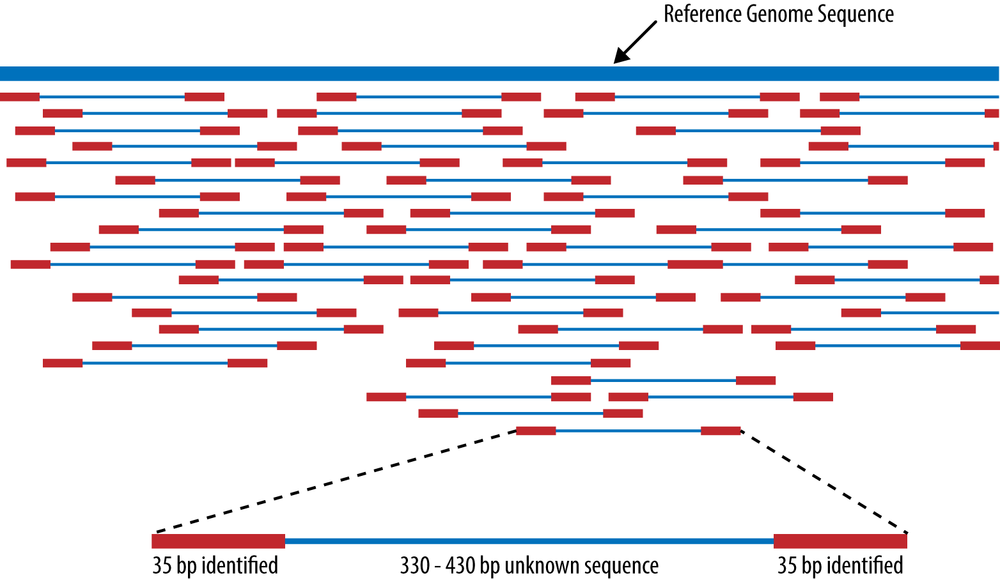 Reference Genome Sequence
35 bp identified
330 - 430 bp unknown sequence
35 bp identified